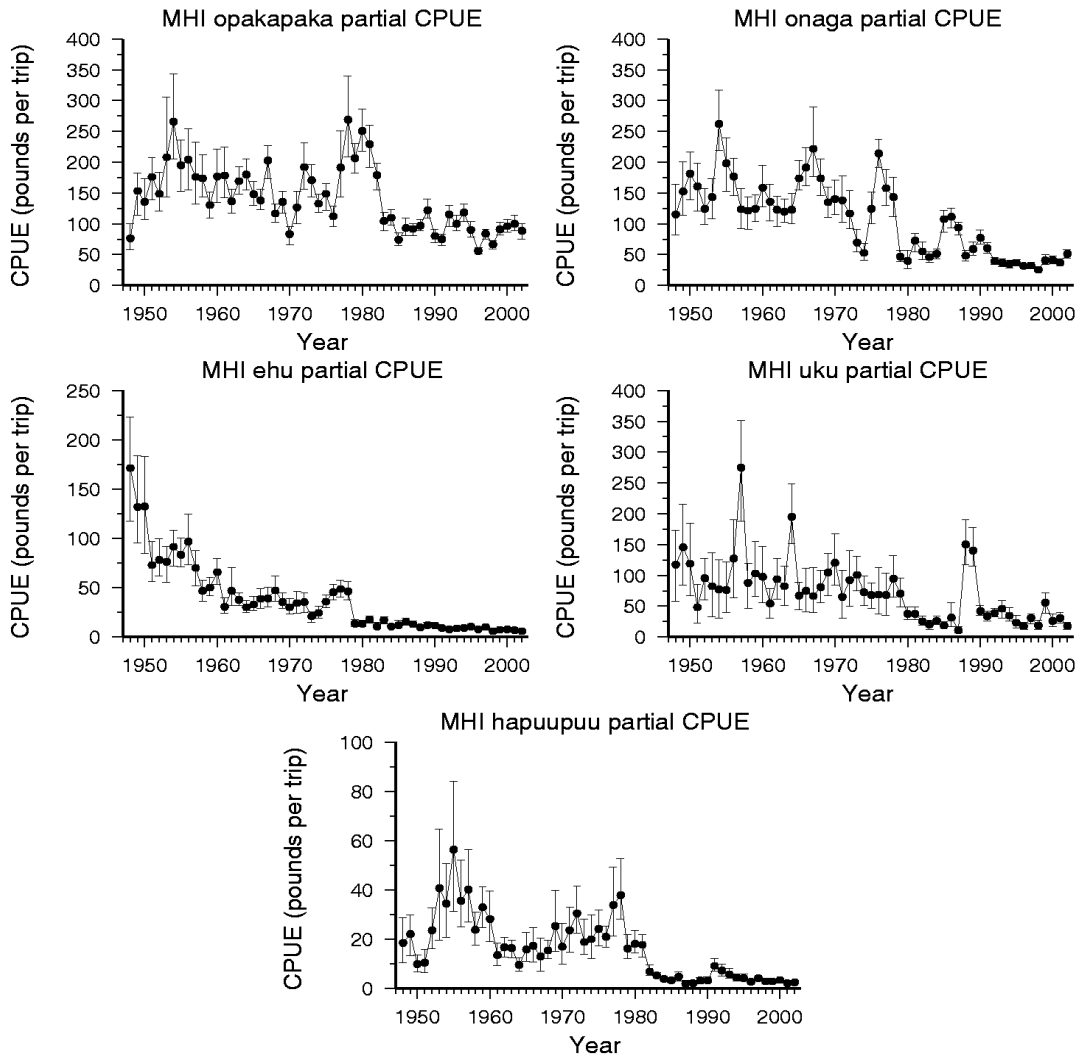 MHI opakapaka partial CPUE
CPUE (pounds per trip)
400
350
300
250
200
150
100
50
0
1950 1960 1970 1980 1990 2000
Year
MHI onaga partial CPUE
CPUE (pounds per trip)
400
350
300
250
200
150
100
50
0
1950 1960 1970 1980 1990 2000
Year
MHI ehu partial CPUE
CPUE (pounds per trip)
250
200
150
100
50
0
1950 1960 1970 1980 1990 2000
Year
MHI uku partial CPUE
CPUE (pounds per trip)
400
350
300
250
200
150
100
50
0
1950 1960 1970 1980 1990 2000
Year
MHI hapuupuu partial CPUE
CPUE (pounds per trip)
100
80
60
40
20
0
1950 1960 1970 1980 1990 2000
Year